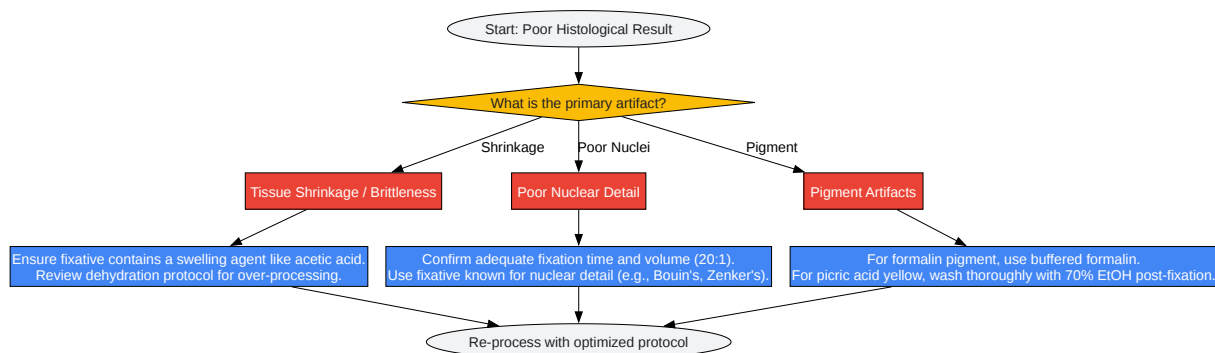 Start: Poor Histological Result
What is the primary artifact?
Shrinkage
Poor Nuclei
Pigment
Tissue Shrinkage / Brittleness
Poor Nuclear Detail
Pigment Artifacts
Ensure fixative contains a swelling agent like acetic acid.
Review dehydration protocol for over-processing.
Confirm adequate fixation time and volume (20:1).
Use fixative known for nuclear detail (e.g., Bouin's, Zenker's).
For formalin pigment, use buffered formalin.
For picric acid yellow, wash thoroughly with 70% EtOH post-fixation.
Re-process with optimized protocol